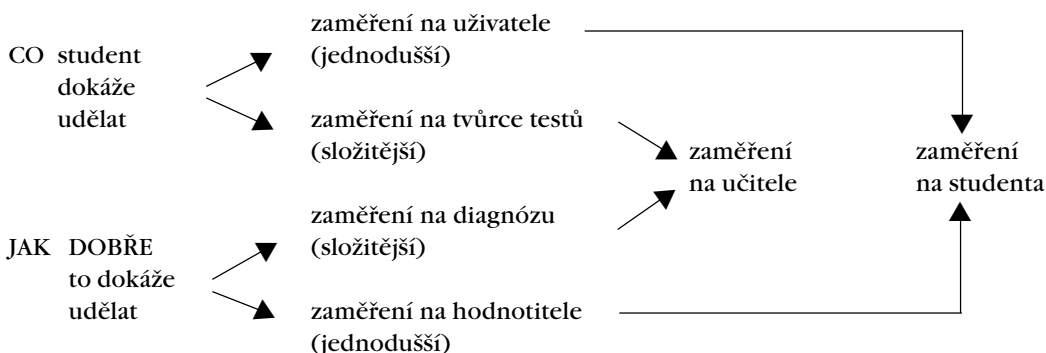 zaměření na uživatele
(jednodušší)
CO student
dokáže
udělat
zaměření na tvůrce testů
(složitější)
zaměření
na učitele
zaměření
na studenta
zaměření na diagnózu
(složitější)
JAK DOBŘE
to dokáže
udělat
zaměření na hodnotitele
(jednodušší)